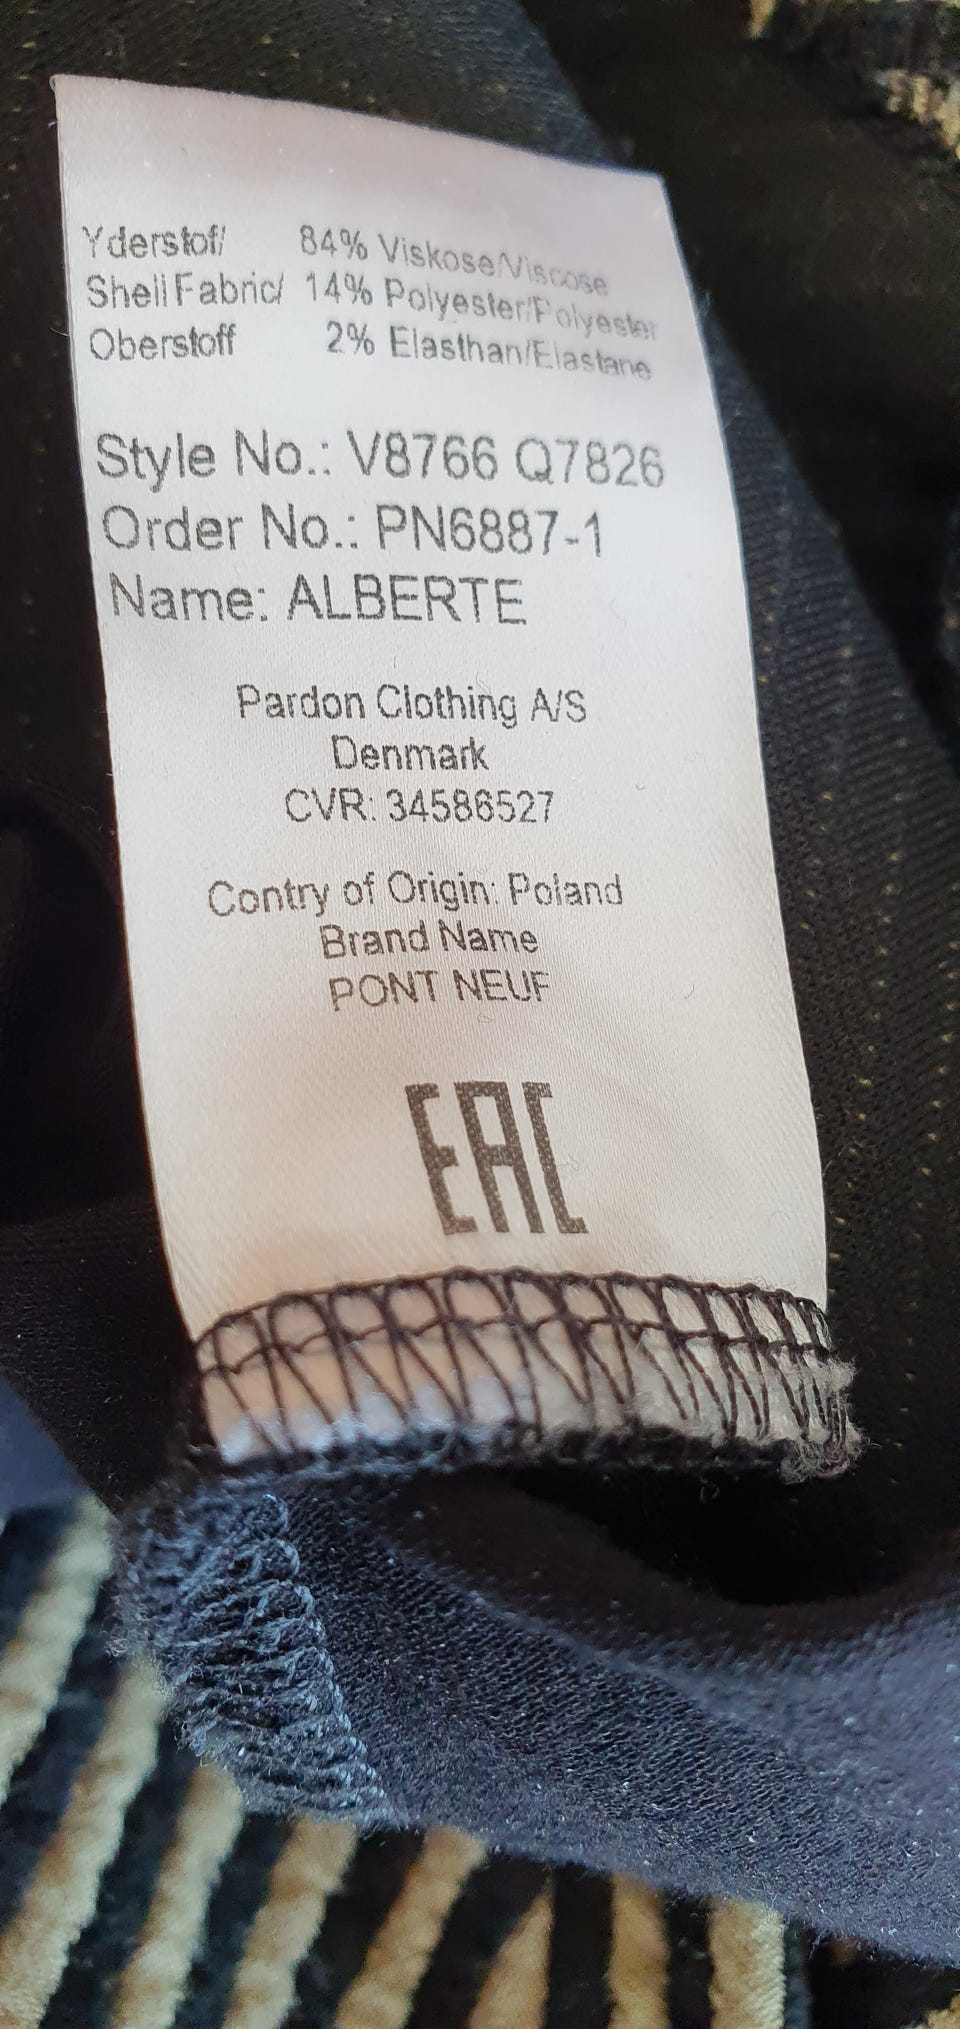 Yderstof/ 84% Viskose/Viscose
Shell Fabric/ 14% Polyester/Polyester
Oberstoff 2% Elasthan/Elastane
Style No.: V8766 Q7826
Order No.: PN6887-1
Name: ALBERTE
Pardon Clothing A/S
Denmark
CVR: 34586527
Contry of Origin: Poland
Brand Name
PONT NEUF
EAC